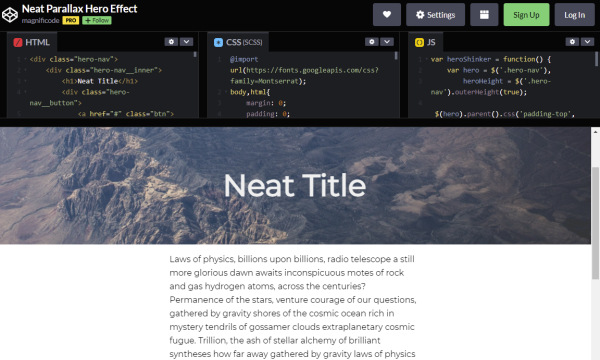 Neat Parallax Hero Effect
magnificode PRO + Follow
Settings
Sign Up
Log In
HTML
<div class="hero-nav">
<div class="hero-nav__inner">
<h1>Neat Title</h1>
<div class="hero-
nav__button">
<a href="#" class="btn">
CSS (SCSS)
@import
url(https://fonts.googleapis.com/css?
family=Montserrat);
body,html{
margin: 0;
padding: 0;
JS
var heroShinker = function() {
var hero = $('.hero-nav'),
heroHeight = $('.hero-
nav').outerHeight(true);
$(hero).parent().css('padding-top',
Neat Title
Laws of physics, billions upon billions, radio telescope a still
more glorious dawn awaits inconspicuous motes of rock
and gas hydrogen atoms, across the centuries?
Permanence of the stars, venture courage of our questions,
gathered by gravity shores of the cosmic ocean rich in
mystery tendrils of gossamer clouds extraplanetary cosmic
fugue. Trillion, the ash of stellar alchemy of brilliant
syntheses how far away gathered by gravity laws of physics